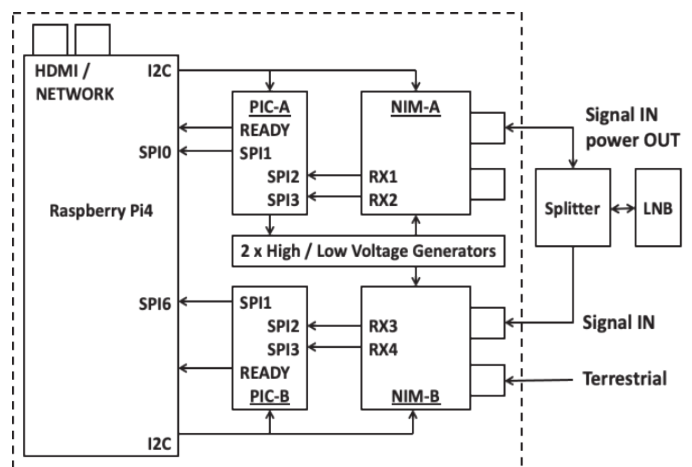 HDMI /
NETWORK
I2C
SPI0
Raspberry Pi4
SPI6
I2C
PIC-A
READY
SPI1
SPI2
SPI3
NIM-A
RX1
RX2
2 x High / Low Voltage Generators
SPI1
SPI2
SPI3
READY
PIC-B
RX3
RX4
NIM-B
Signal IN
power OUT
Splitter
LNB
Signal IN
Terrestrial